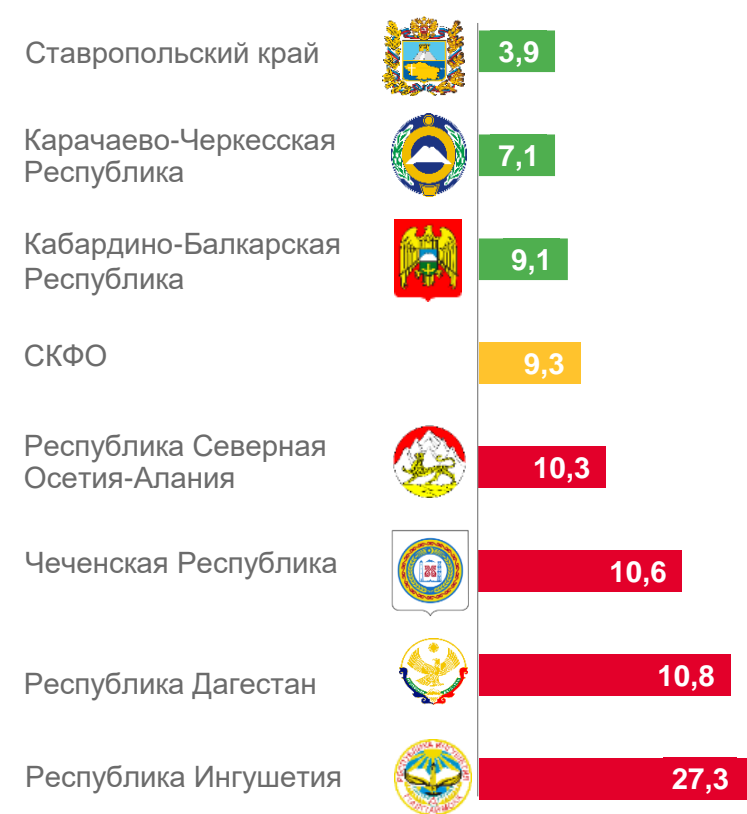 Ставропольский край
3,9
Карачаево-Черкесская
Республика
7,1
Кабардино-Балкарская
Республика
9,1
СКФО
9,3
Республика Северная
Осетия-Алания
10,3
Чеченская Республика
10,6
Республика Дагестан
10,8
Республика Ингушетия
27,3